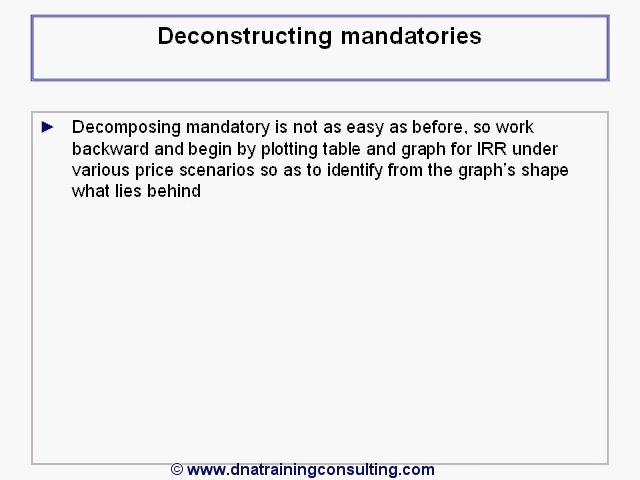 Deconstructing mandatories
► Decomposing mandatory is not as easy as before, so work
backward and begin by plotting table and graph for IRR under
various price scenarios so as to identify from the graph's shape
what lies behind
© www.dnatrainingconsulting.com